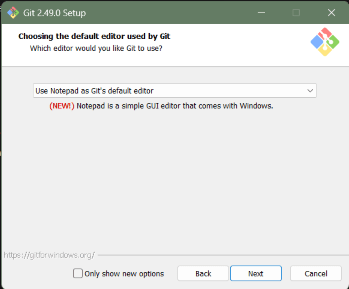 Git 2.49.0 Setup
Choosing the default editor used by Git
Which editor would you like Git to use?
Use Notepad as Git's default editor
(NEW!) Notepad is a simple GUI editor that comes with Windows.
https://gitforwindows.org/
Only show new options
Back
Next
Cancel